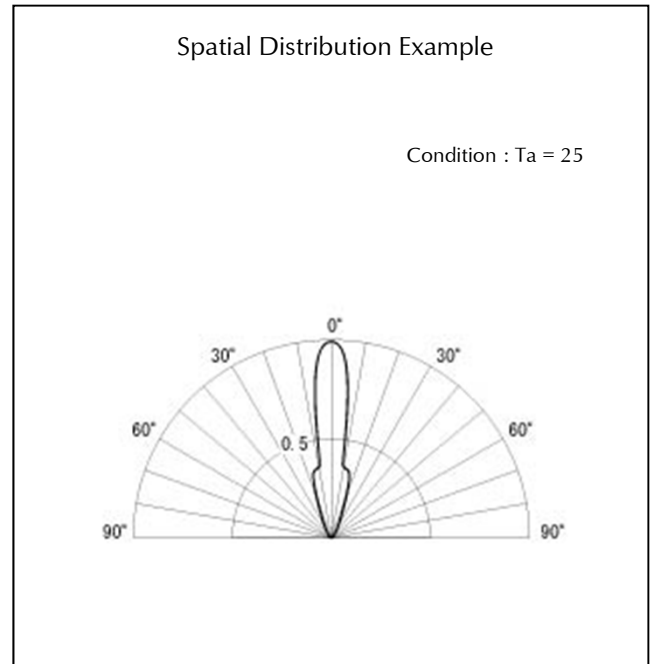 Spatial Distribution Example
Condition : Ta = 25
0°
30° 30°
0.5
60° 60°
90° 90°